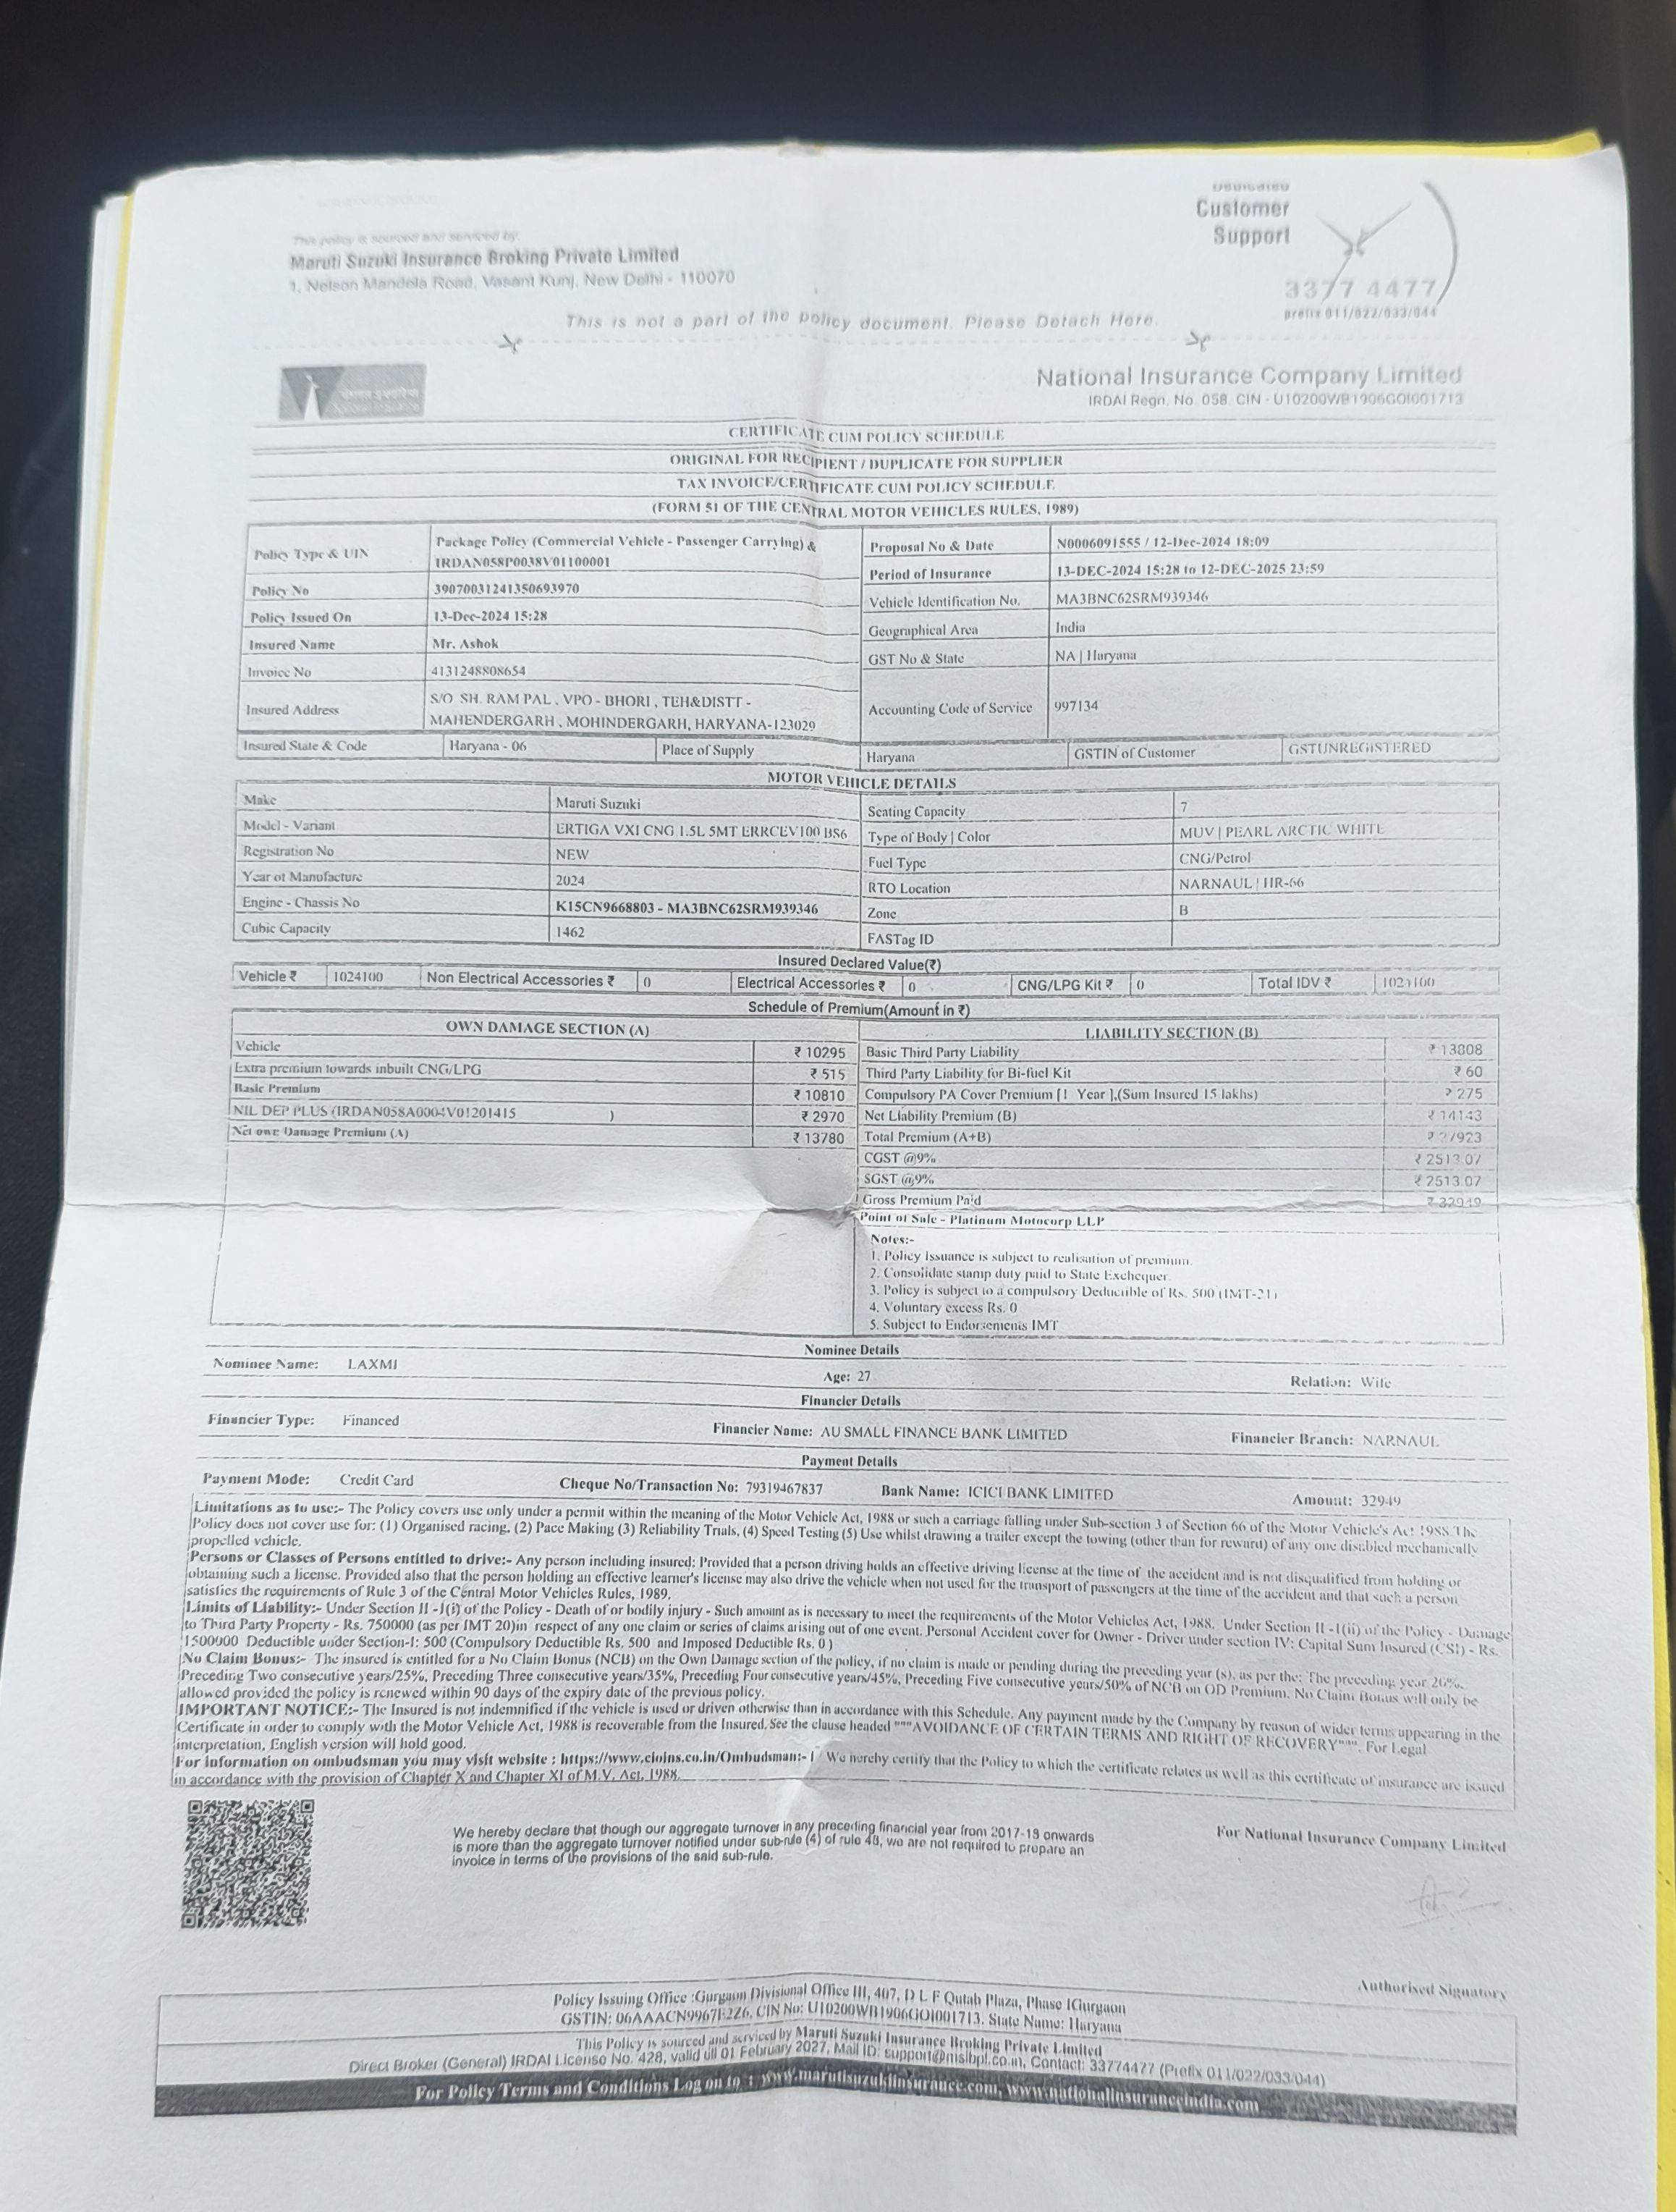 This policy is sourced and serviced by:
Maruti Suzuki Insurance Broking Private Limited
1, Nelson Mandela Road, Vasant Kunj, New Delhi - 110070
Dedicated
Customer
Support
3377 4477
prefix 011/022/033/044
This is not a part of the policy document. Please Detach Here.
National Insurance Company Limited
IRDAI Regn. No. 058. CIN - U10200WB1906GOI001713
CERTIFICATE CUM POLICY SCHEDULE
ORIGINAL FOR RECIPIENT / DUPLICATE FOR SUPPLIER
TAX INVOICE/CERTIFICATE CUM POLICY SCHEDULE
(FORM 51 OF THE CENTRAL MOTOR VEHICLES RULES, 1989)
Policy Type & UIN Package Policy (Commercial Vehicle - Passenger Carrying) & IRDAN058P0038V01100001
Proposal No & Date N0006091555 / 12-Dec-2024 18:09
Period of Insurance 13-DEC-2024 15:28 to 12-DEC-2025 23:59
Policy No 39070031241350693970
Vehicle Identification No. MA3BNC62SRM939346
Policy Issued On 13-Dec-2024 15:28
Geographical Area India
Insured Name Mr. Ashok
GST No & State NA | Haryana
Invoice No 4131248808654
Insured Address S/O SH. RAM PAL , VPO - BHORI , TEH&DISTT -
MAHENDERGARH , MOHINDERGARH, HARYANA-123029
Accounting Code of Service 997134
Insured State & Code Haryana - 06 Place of Supply Haryana GSTIN of Customer GSTUNREGISTERED
MOTOR VEHICLE DETAILS
Make Maruti Suzuki Seating Capacity 7
Model - Variant ERTIGA VXI CNG 1.5L 5MT ERRCEV100 BS6 Type of Body | Color MUV | PEARL ARCTIC WHITE
Registration No NEW Fuel Type CNG/Petrol
Year of Manufacture 2024 RTO Location NARNAUL | HR-66
Engine - Chassis No K15CN9668803 - MA3BNC62SRM939346 Zone B
Cubic Capacity 1462 FASTag ID
Insured Declared Value(₹)
Vehicle ₹ 1024100 Non Electrical Accessories ₹ 0 Electrical Accessories ₹ 0 CNG/LPG Kit ₹ 0 Total IDV ₹ 1024100
Schedule of Premium(Amount in ₹)
OWN DAMAGE SECTION (A) LIABILITY SECTION (B)
Vehicle ₹ 10295 Basic Third Party Liability ₹ 13808
Extra premium towards inbuilt CNG/LPG ₹ 515 Third Party Liability for Bi-fuel Kit ₹ 60
Basic Premium ₹ 10810 Compulsory PA Cover Premium [1 Year ],(Sum Insured 15 lakhs) ₹ 275
NIL DEP PLUS (IRDAN058A0004V01201415 ) ₹ 2970 Net Liability Premium (B) ₹ 14143
Net own Damage Premium (A) ₹ 13780 Total Premium (A+B) ₹ 27923
CGST @9% ₹ 2513.07
SGST @9% ₹ 2513.07
Gross Premium Paid ₹ 32949
Point of Sale - Platinum Motocorp LLP
Notes:-
1. Policy Issuance is subject to realisation of premium.
2. Consolidate stamp duty paid to State Exchequer.
3. Policy is subject to a compulsory Deductible of Rs. 500 (IMT-21)
4. Voluntary excess Rs. 0
5. Subject to Endorsements IMT
Nominee Details
Nominee Name: LAXMI Age: 27 Relation: Wife
Financier Details
Financier Type: Financed Financier Name: AU SMALL FINANCE BANK LIMITED Financier Branch: NARNAUL
Payment Details
Payment Mode: Credit Card Cheque No/Transaction No: 79319467837 Bank Name: ICICI BANK LIMITED Amount: 32949
Limitations as to use:- The Policy covers use only under a permit within the meaning of the Motor Vehicle Act, 1988 or such a carriage falling under Sub-section 3 of Section 66 of the Motor Vehicle's Act 1988.The
Policy does not cover use for: (1) Organised racing, (2) Pace Making (3) Reliability Trials, (4) Speed Testing (5) Use whilst drawing a trailer except the towing (other than for reward) of any one disabled mechanically
propelled vehicle.
Persons or Classes of Persons entitled to drive:- Any person including insured: Provided that a person driving holds an effective driving license at the time of the accident and is not disqualified from holding or
obtaining such a license. Provided also that the person holding an effective learner's license may also drive the vehicle when not used for the transport of passengers at the time of the accident and that such a person
satisfies the requirements of Rule 3 of the Central Motor Vehicles Rules, 1989.
Limits of Liability:- Under Section II -1(i) of the Policy - Death of or bodily injury - Such amount as is necessary to meet the requirements of the Motor Vehicles Act, 1988. Under Section II -1(ii) of the Policy - Damage
to Third Party Property - Rs. 750000 (as per IMT 20)in respect of any one claim or series of claims arising out of one event. Personal Accident cover for Owner - Driver under section IV: Capital Sum Insured (CSI) - Rs.
1500000 Deductible under Section-I: 500 (Compulsory Deductible Rs. 500 and Imposed Deductible Rs. 0 )
No Claim Bonus:- The insured is entitled for a No Claim Bonus (NCB) on the Own Damage section of the policy, if no claim is made or pending during the preceding year (s), as per the: The preceding year 20%,
Preceding Two consecutive years/25%, Preceding Three consecutive years/35%, Preceding Four consecutive years/45%, Preceding Five consecutive years/50% of NCB on OD Premium. No Claim Bonus will only be
allowed provided the policy is renewed within 90 days of the expiry date of the previous policy.
IMPORTANT NOTICE:- The Insured is not indemnified if the vehicle is used or driven otherwise than in accordance with this Schedule. Any payment made by the Company by reason of wider terms appearing in the
Certificate in order to comply with the Motor Vehicle Act, 1988 is recoverable from the Insured. See the clause headed """AVOIDANCE OF CERTAIN TERMS AND RIGHT OF RECOVERY""". For Legal
interpretation, English version will hold good.
For information on ombudsman you may visit website : https://www.cioins.co.in/Ombudsman:- I / We hereby certify that the Policy to which the certificate relates as well as this certificate of insurance are issued
in accordance with the provision of Chapter X and Chapter XI of M.V. Act, 1988.
We hereby declare that though our aggregate turnover in any preceding financial year from 2017-18 onwards
is more than the aggregate turnover notified under sub-rule (4) of rule 48, we are not required to prepare an
invoice in terms of the provisions of the said sub-rule.
For National Insurance Company Limited
Authorised Signatory
Policy Issuing Office :Gurgaon Divisional Office III, 407, D L F Qutab Plaza, Phase IGurgaon
GSTIN: 06AAACN9967E2Z6, CIN No: U10200WB1906GOI001713, State Name: Haryana
This Policy is sourced and serviced by Maruti Suzuki Insurance Broking Private Limited
Direct Broker (General) IRDAI License No. 428, valid till 01 February 2027, Mail ID: support@msibpl.co.in, Contact: 33774477 (Prefix 011/022/033/044)
For Policy Terms and Conditions Log on to : www.marutisuzukiinsurance.com, www.nationalinsuranceindia.com